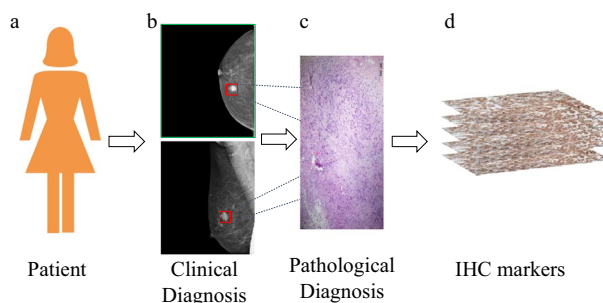 a
b
c
d
Patient
Clinical
Diagnosis
Pathological
Diagnosis
IHC markers